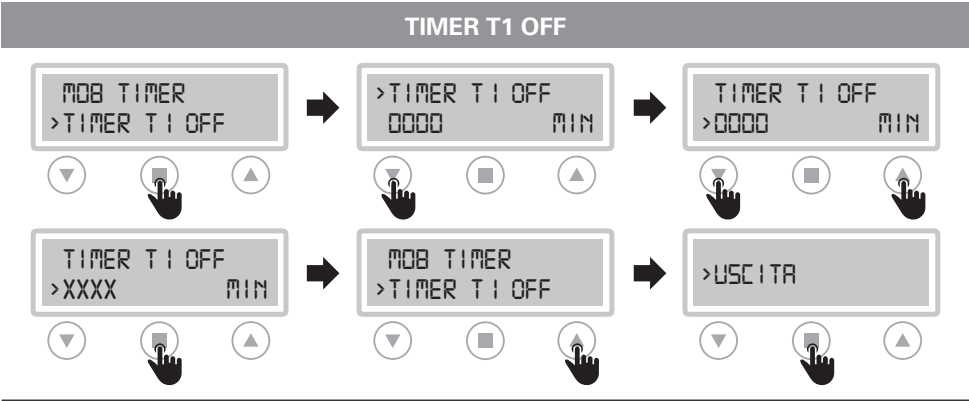 TIMER T1 OFF
MOB TIMER
>TIMER T1 OFF
>TIMER T1 OFF
0000 MIN
TIMER T1 OFF
>0000 MIN
TIMER T1 OFF
>XXXX MIN
MOB TIMER
>TIMER T1 OFF
>USCITA